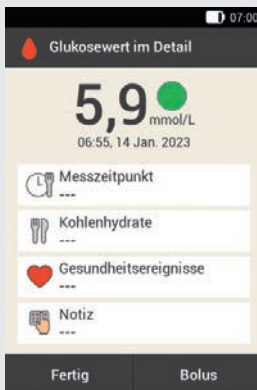 07:00
Glukosewert im Detail
5,9 mmol/L
06:55, 14 Jan. 2023
Messzeitpunkt
---
Kohlenhydrate
---
Gesundheitsereignisse
---
Notiz
---
Fertig Bolus